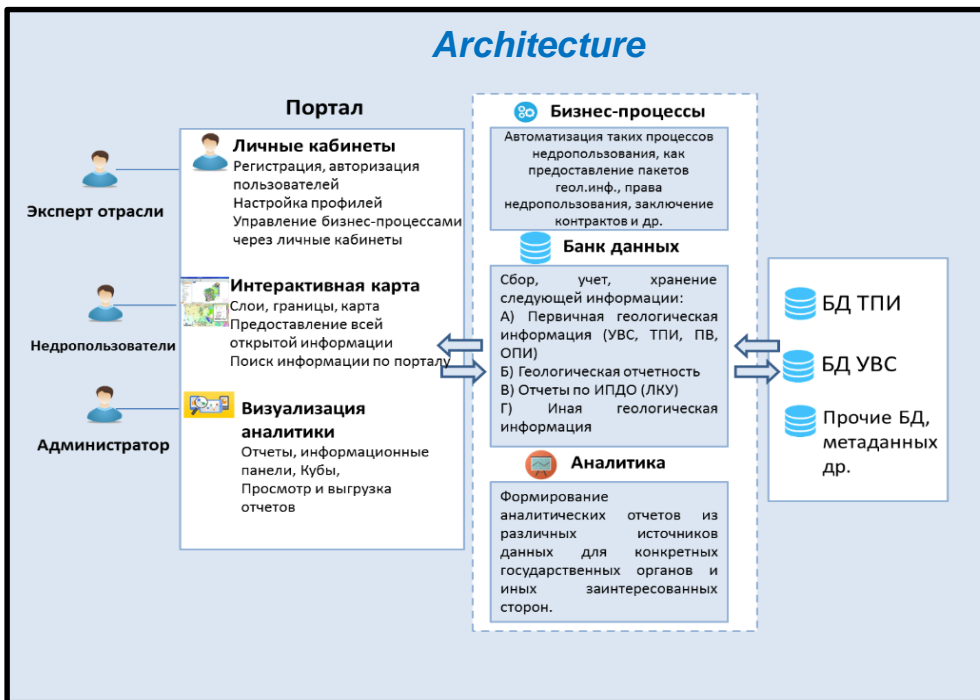 Architecture
Портал
Эксперт отрасли
Недропользователи
Администратор
Личные кабинеты
Регистрация, авторизация
пользователей
Настройка профилей
Управление бизнес-процессами
через личные кабинеты
Интерактивная карта
Слои, границы, карта
Предоставление всей
открытой информации
Поиск информации по порталу
Визуализация
аналитики
Отчеты, информационные
панели, Кубы,
Просмотр и выгрузка
отчетов
Бизнес-процессы
Автоматизация таких процессов
недропользования, как
предоставление пакетов
геол.инф., права
недропользования, заключение
контрактов и др.
Банк данных
Сбор, учет, хранение
следующей информации:
А) Первичная геологическая
информация (УВС, ТПИ, ПВ,
ОПИ)
Б) Геологическая отчетность
В) Отчеты по ИПДО (ЛКУ)
Г) Иная геологическая
информация
Аналитика
Формирование
аналитических отчетов из
различных источников
данных для конкретных
государственных органов и
иных заинтересованных
сторон.
БД ТПИ
БД УВС
Прочие БД,
метаданных
др.